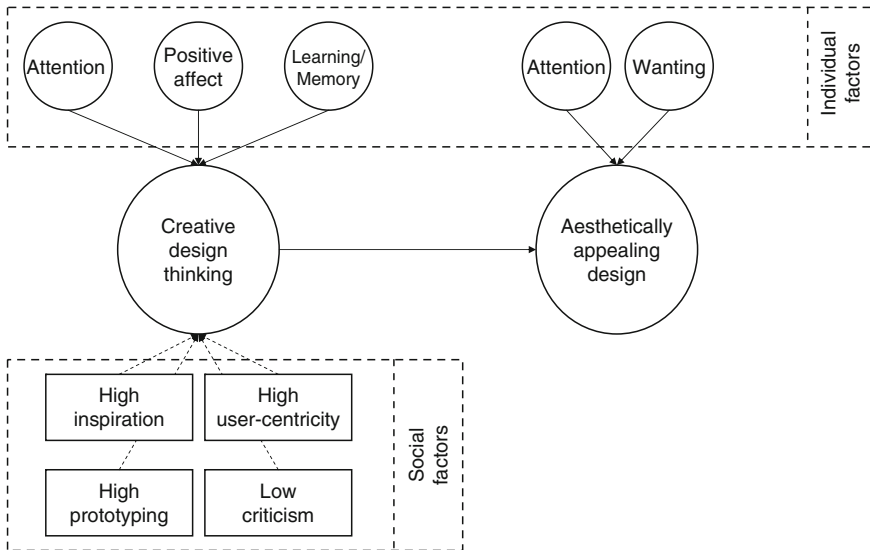 Attention
Positive
affect
Learning/
Memory
Attention
Wanting
Individual
factors
Creative
design
thinking
Aesthetically
appealing
design
High
inspiration
High
user-centricity
High
prototyping
Low
criticism
Social
factors